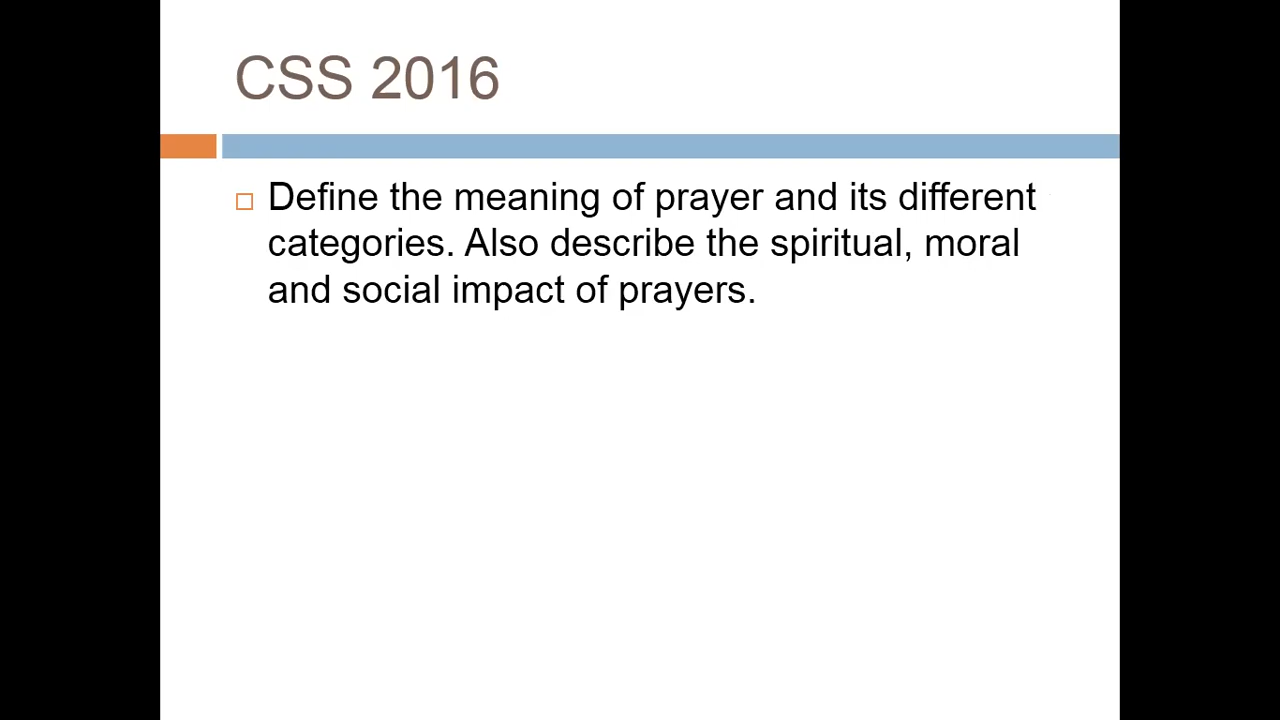 CSS 2016
Define the meaning of prayer and its different
categories. Also describe the spiritual, moral
and social impact of prayers.